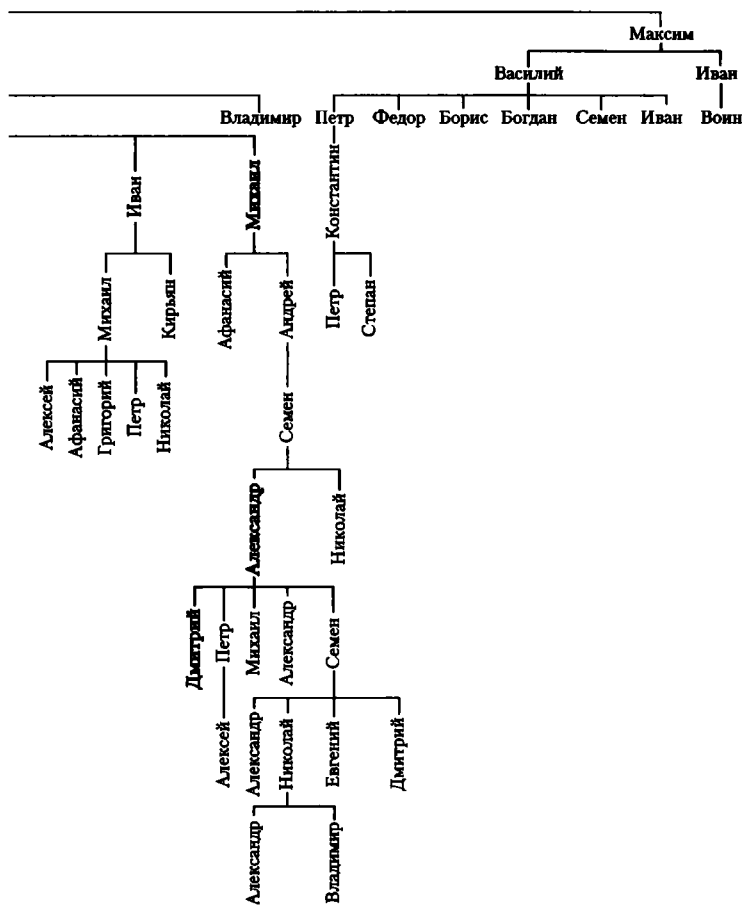 Максим
Василий Иван
Владимир Петр Федор Борис Богдан Семен Иван Воин
Иван Михаил Константин
Михаил Кирьян Афанасий Андрей Петр Степан
Алексей Афанасий Григорий Петр Николай Семен
Александр Николай
Дмитрий Петр Михаил Александр Семен
Алексей Александр Николай Евгений Дмитрий
Александр Владимир